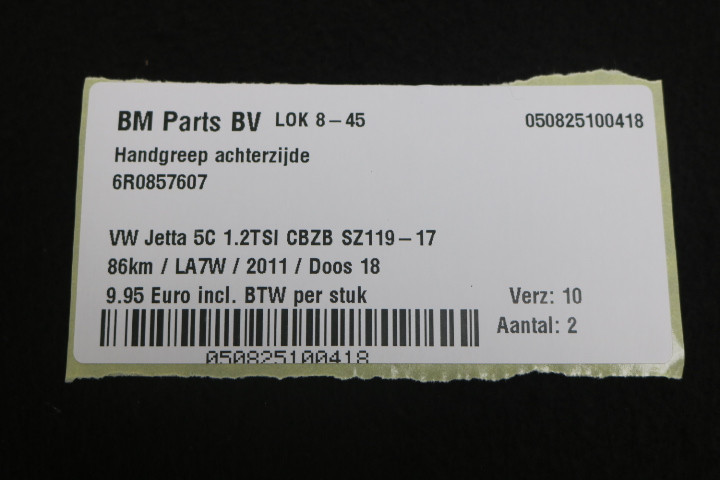 BM Parts BV LOK 8-45 050825100418
Handgreep achterzijde
6R0857607
VW Jetta 5C 1.2TSI CBZB SZ119-17
86km / LA7W / 2011 / Doos 18
9.95 Euro incl. BTW per stuk Verz: 10
Aantal: 2
050825100418